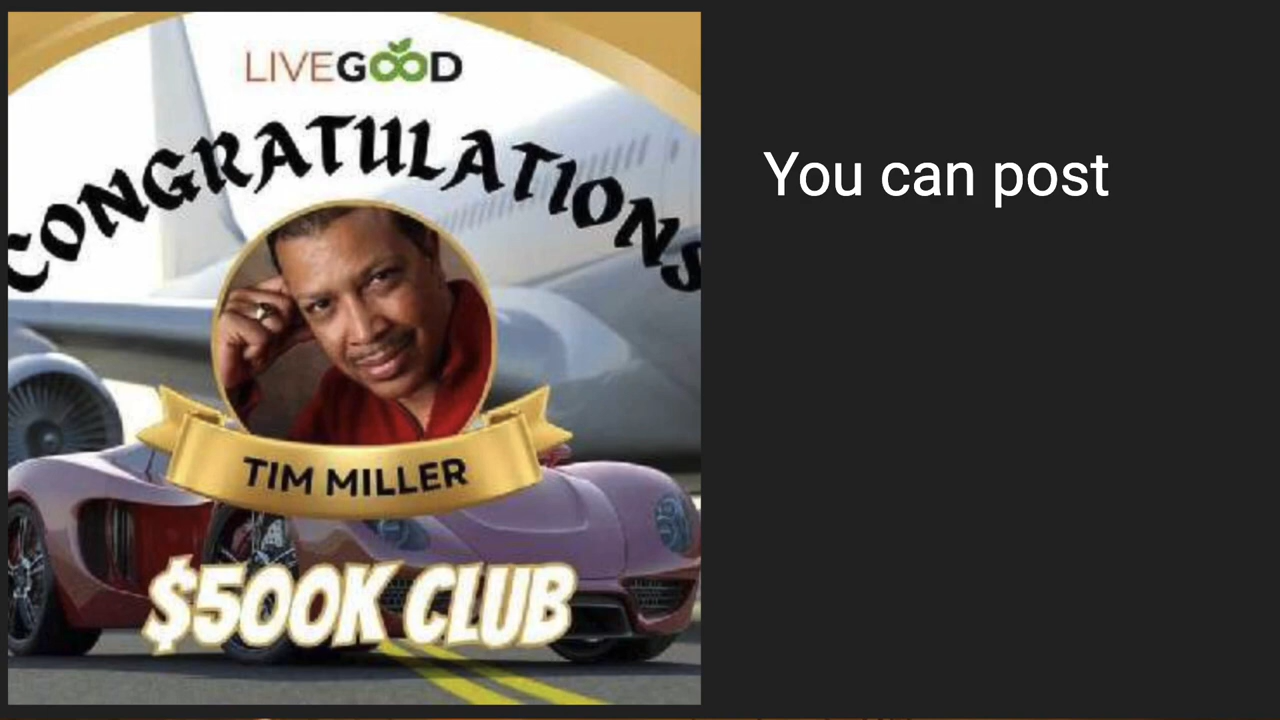 LIVEGOOD
CONGRATULATIONS
TIM MILLER
$500K CLUB
You can post